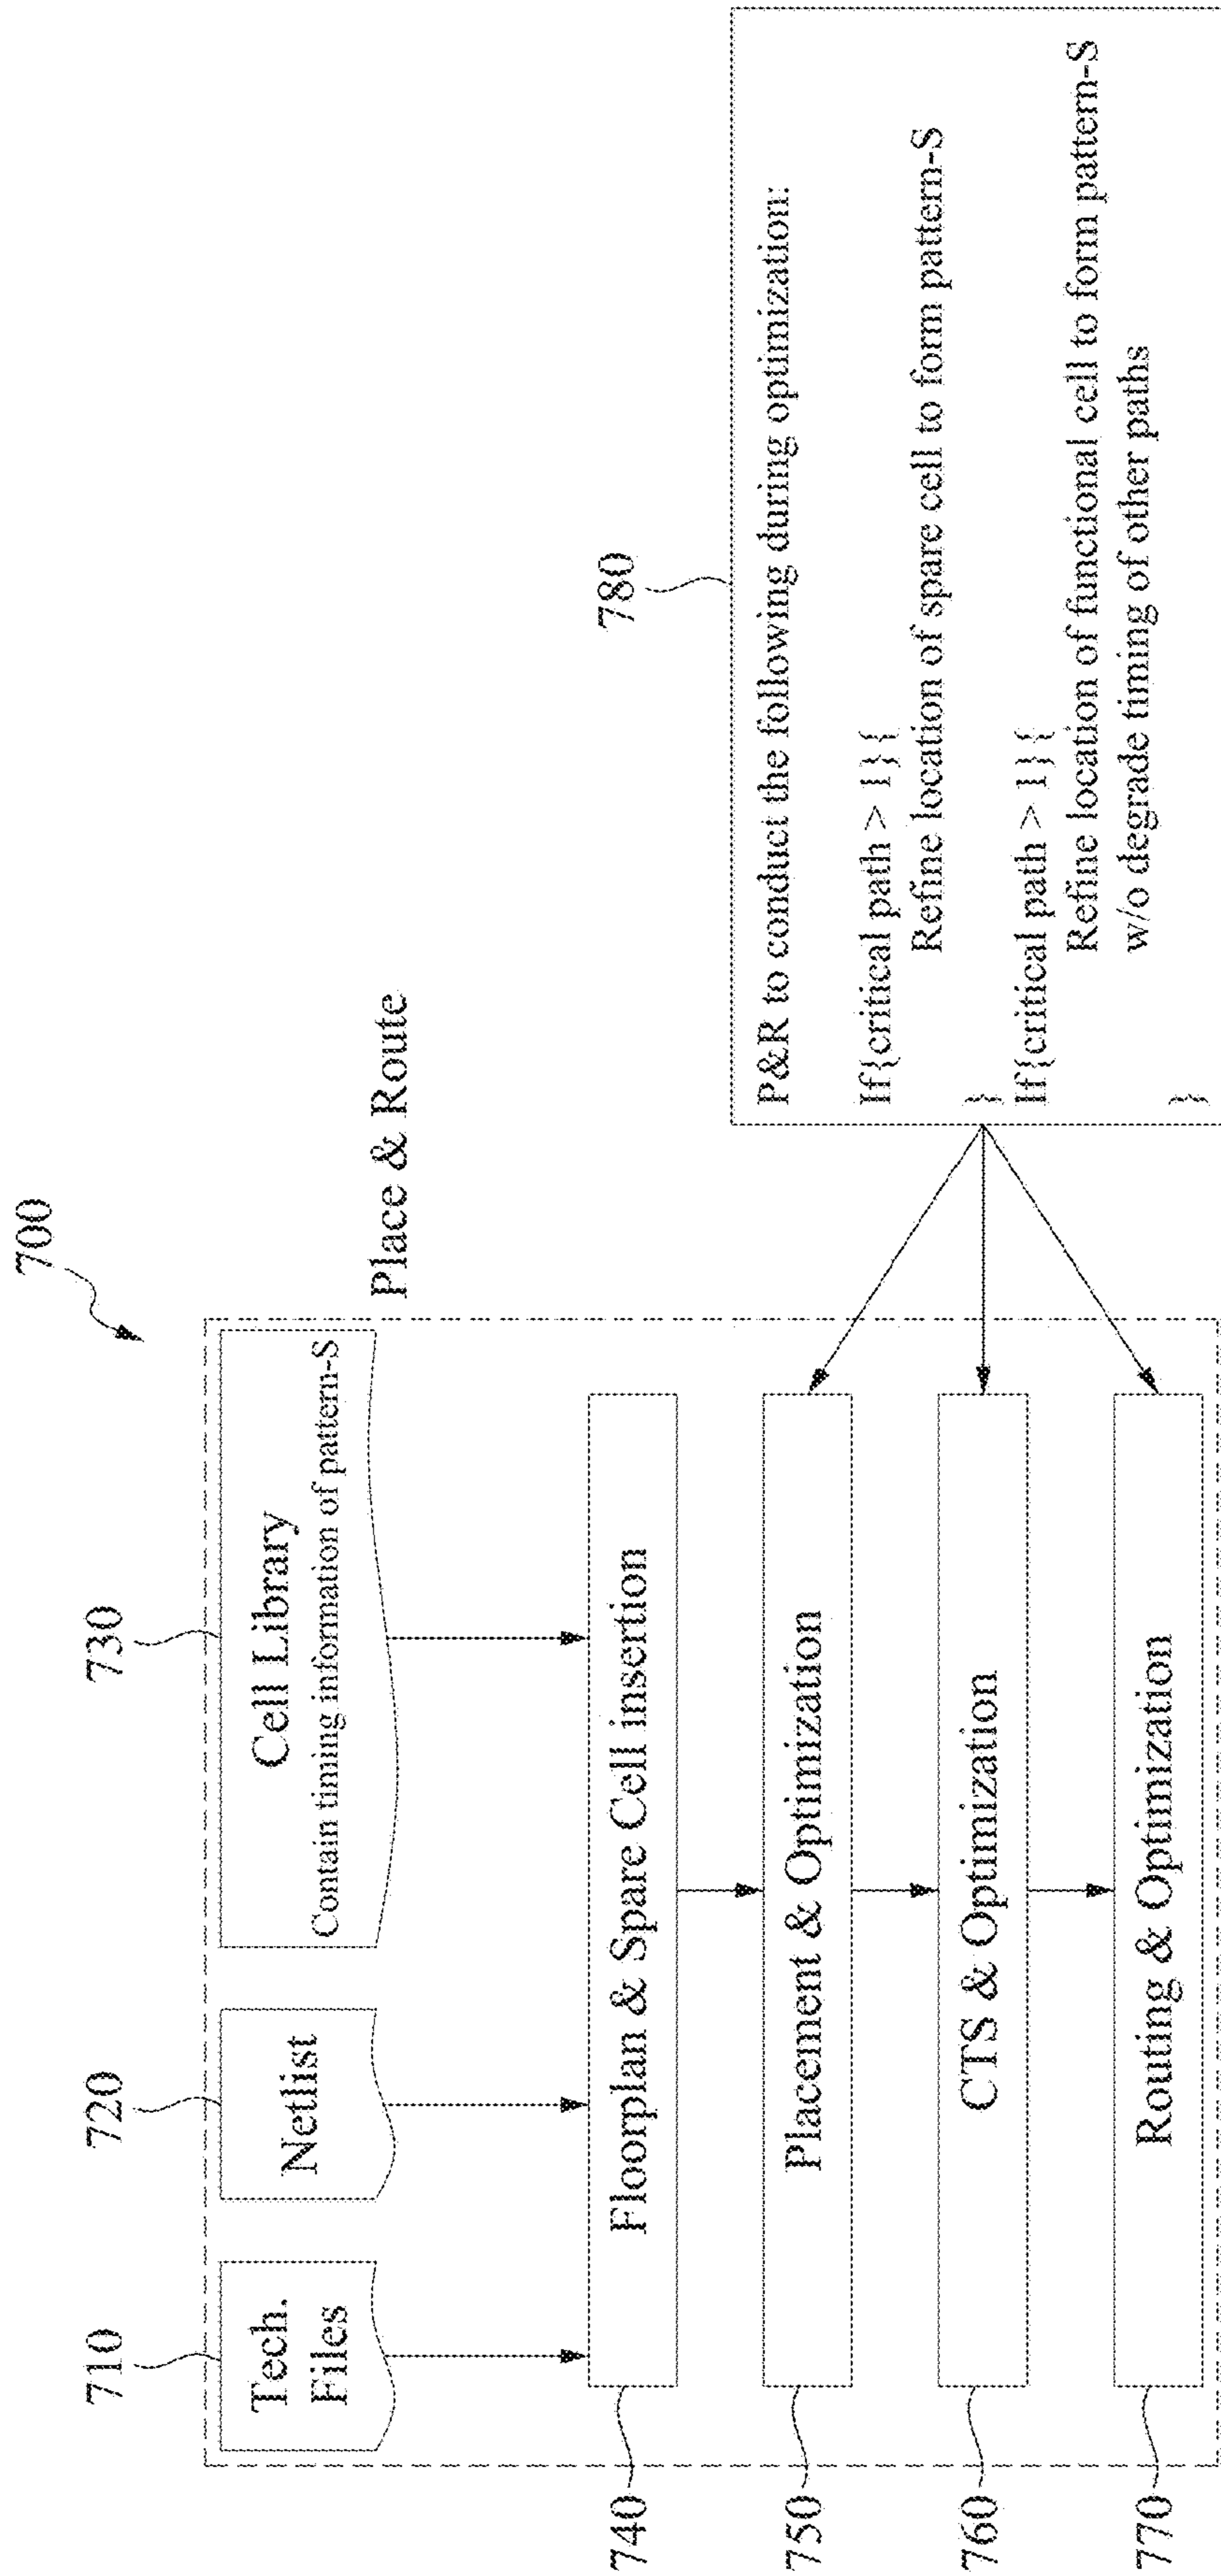 700
Place & Route
710
720
730
Tech.
Files
Netlist
Cell Library
Contain timing information of pattern-S
740
Floorplan & Spare Cell insertion
750
Placement & Optimization
760
CTS & Optimization
770
Routing & Optimization
780
P&R to conduct the following during optimization:
If{critical path > 1}{
Refine location of spare cell to form pattern-S
}
If{critical path > 1}{
Refine location of functional cell to form pattern-S
w/o degrade timing of other paths
}